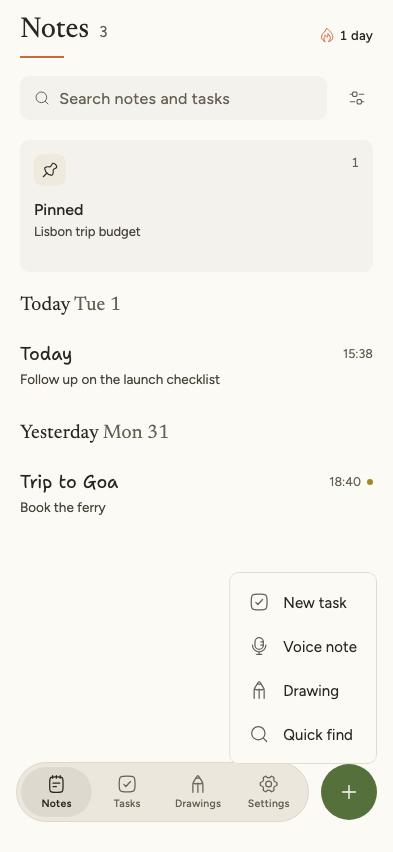 Notes 3
1 day
Search notes and tasks
1
Pinned
Lisbon trip budget
Today Tue 1
Today 15:38
Follow up on the launch checklist
Yesterday Mon 31
Trip to Goa 18:40
Book the ferry
New task
Voice note
Drawing
Quick find
Notes Tasks Drawings Settings